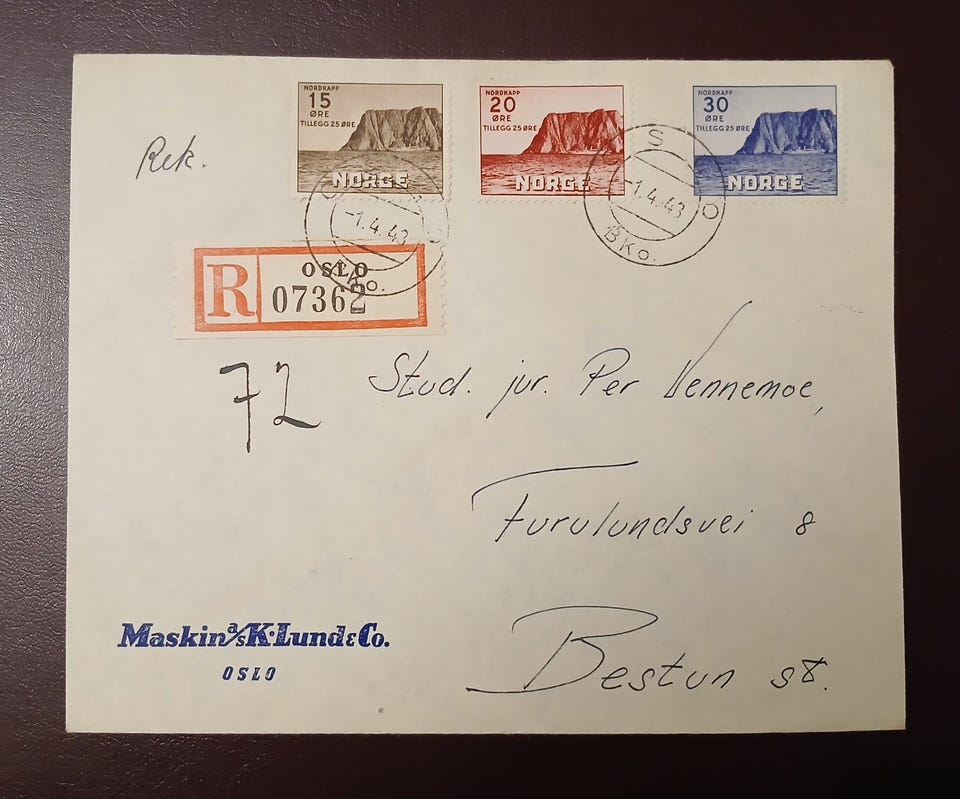 NORDKAPP
15
ØRE
TILLEGG 25 ØRE
NORGE
NORDKAPP
20
ØRE
TILLEGG 25 ØRE
NORGE
NORDKAPP
30
ØRE
TILLEGG 25 ØRE
NORGE
Rek.
-1.4.43
S O
-1.4.43
BKo.
R
OSLO
07362
72
Stud. jur. Per Vennemoe,
Furulundsvei 8
Bestun st.
Maskin a/s K. Lund & Co.
OSLO